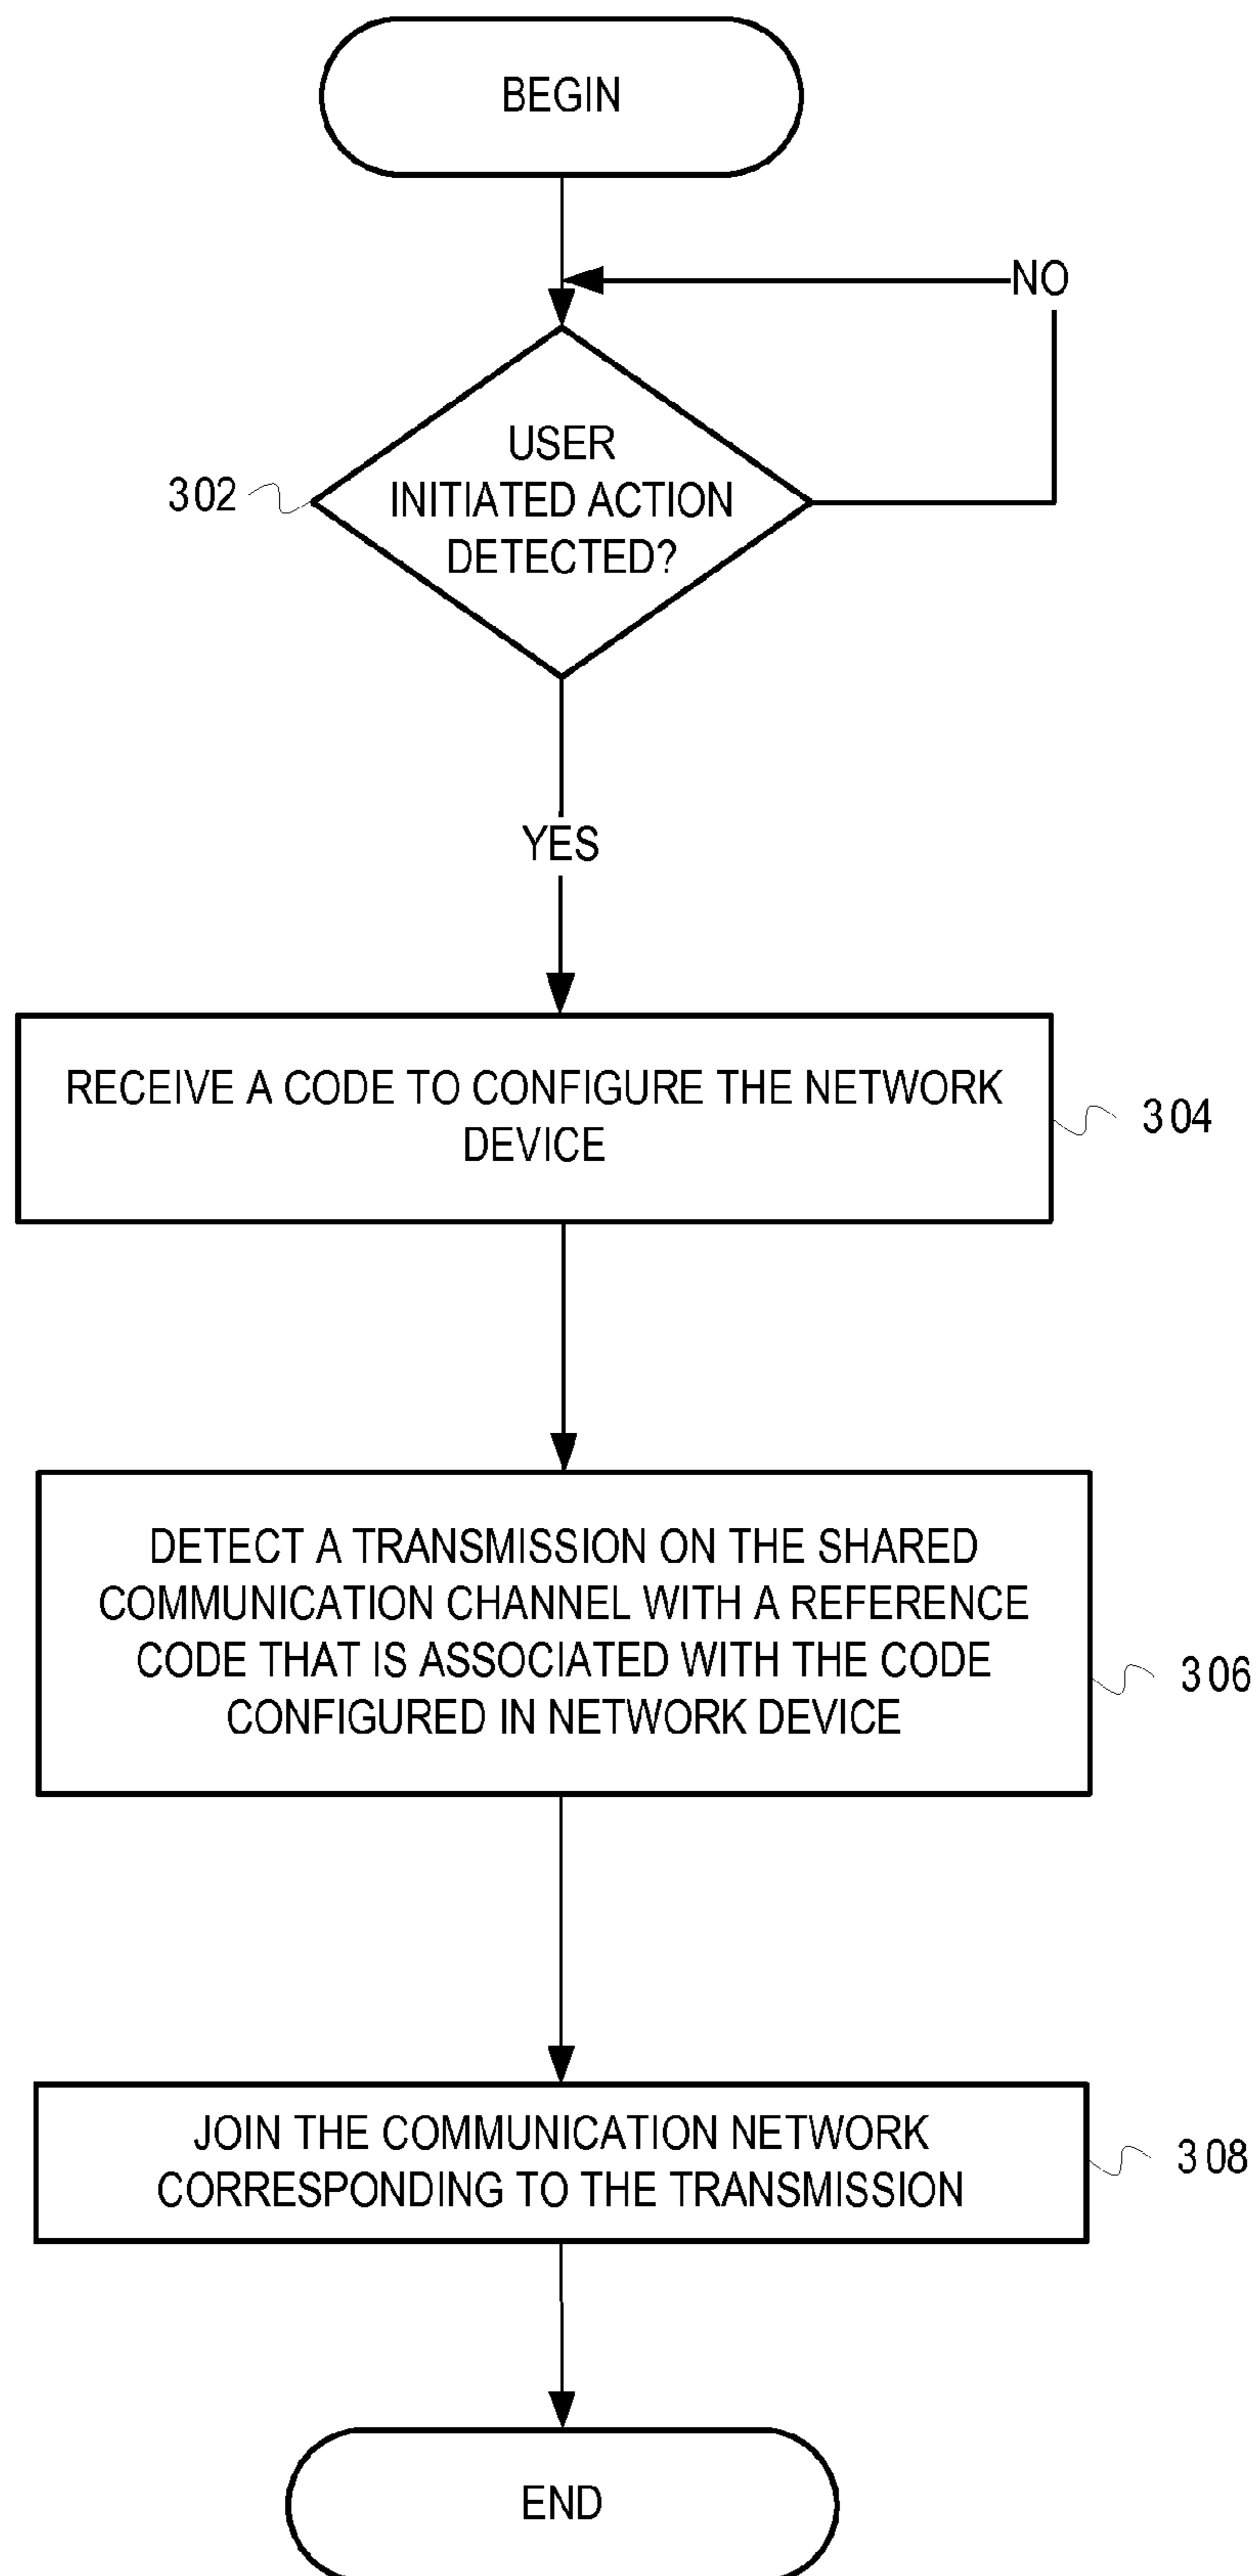 BEGIN
NO
USER
INITIATED ACTION
DETECTED?
302
YES
RECEIVE A CODE TO CONFIGURE THE NETWORK
DEVICE
304
DETECT A TRANSMISSION ON THE SHARED
COMMUNICATION CHANNEL WITH A REFERENCE
CODE THAT IS ASSOCIATED WITH THE CODE
CONFIGURED IN NETWORK DEVICE
306
JOIN THE COMMUNICATION NETWORK
CORRESPONDING TO THE TRANSMISSION
308
END